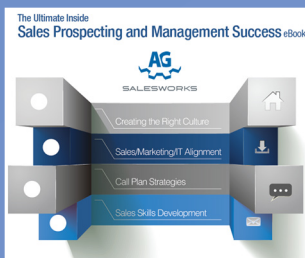 The Ultimate Inside
Sales Prospecting and Management Success eBook
AG
SALESWORKS
Creating the Right Culture
Sales/Marketing/IT Alignment
Call Plan Strategies
Sales Skills Development